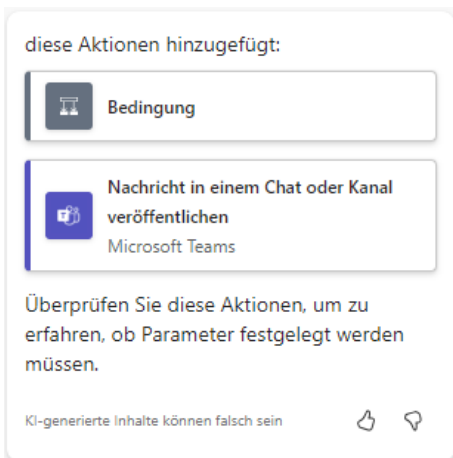 diese Aktionen hinzugefügt:
Bedingung
Nachricht in einem Chat oder Kanal
veröffentlichen
Microsoft Teams
Überprüfen Sie diese Aktionen, um zu
erfahren, ob Parameter festgelegt werden
müssen.
KI-generierte Inhalte können falsch sein